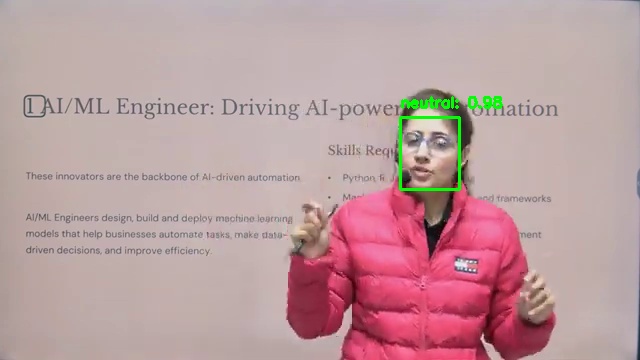 neutral: 0.98
1 AI/ML Engineer: Driving AI-power omation
Skills Requ
These innovators are the backbone of AI-driven automation
• Python,
and frameworks
AI/ML Engineers design, build and deploy machine learning
models that help businesses automate tasks, make data-
driven decisions, and improve efficiency.
ment